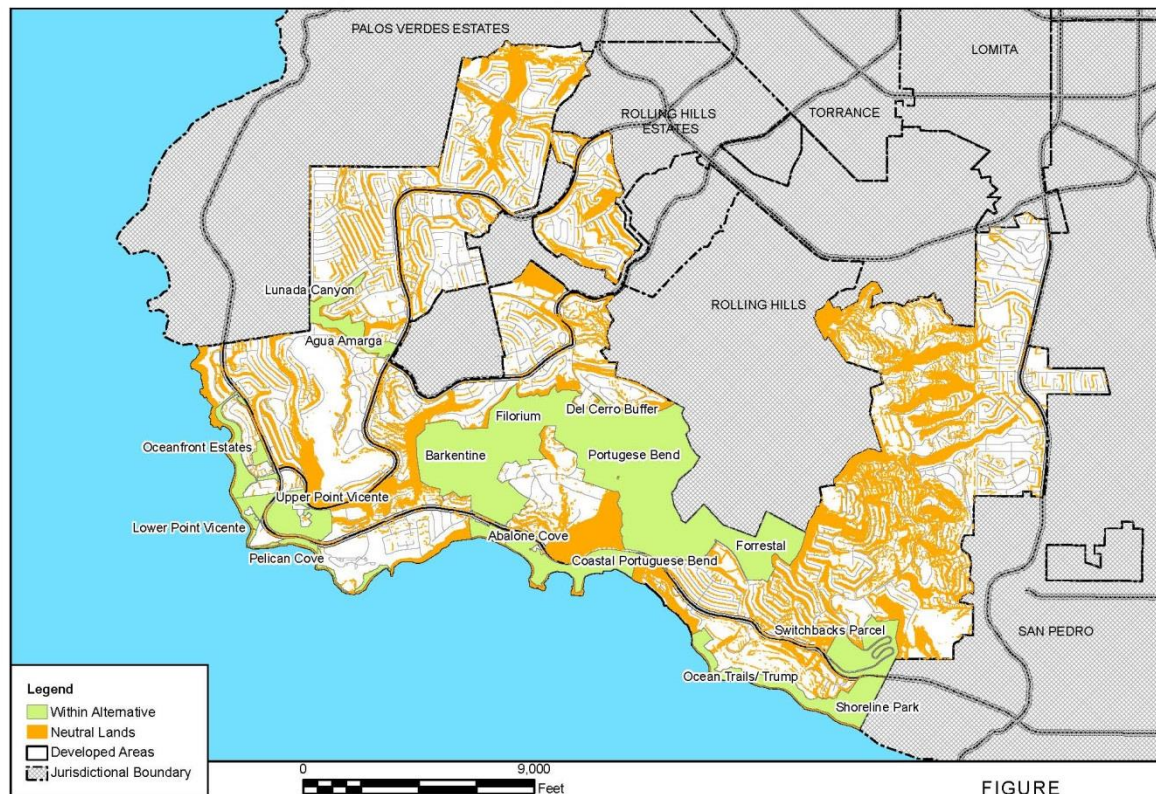 PALOS VERDES ESTATES
LOMITA
ROLLING HILLS
ESTATES
TORRANCE
Lunada Canyon
ROLLING HILLS
Agua Amarga
Filorium
Del Cerro Buffer
Oceanfront Estates
Barkentine
Portugese Bend
Upper Point Vicente
Lower Point Vicente
Abalone Cove
Forrestal
Pelican Cove
Coastal Portuguese Bend
Switchbacks Parcel
SAN PEDRO
Ocean Trails/ Trump
Shoreline Park
Legend
Within Alternative
Neutral Lands
Developed Areas
Jurisdictional Boundary
0 9,000
Feet
FIGURE